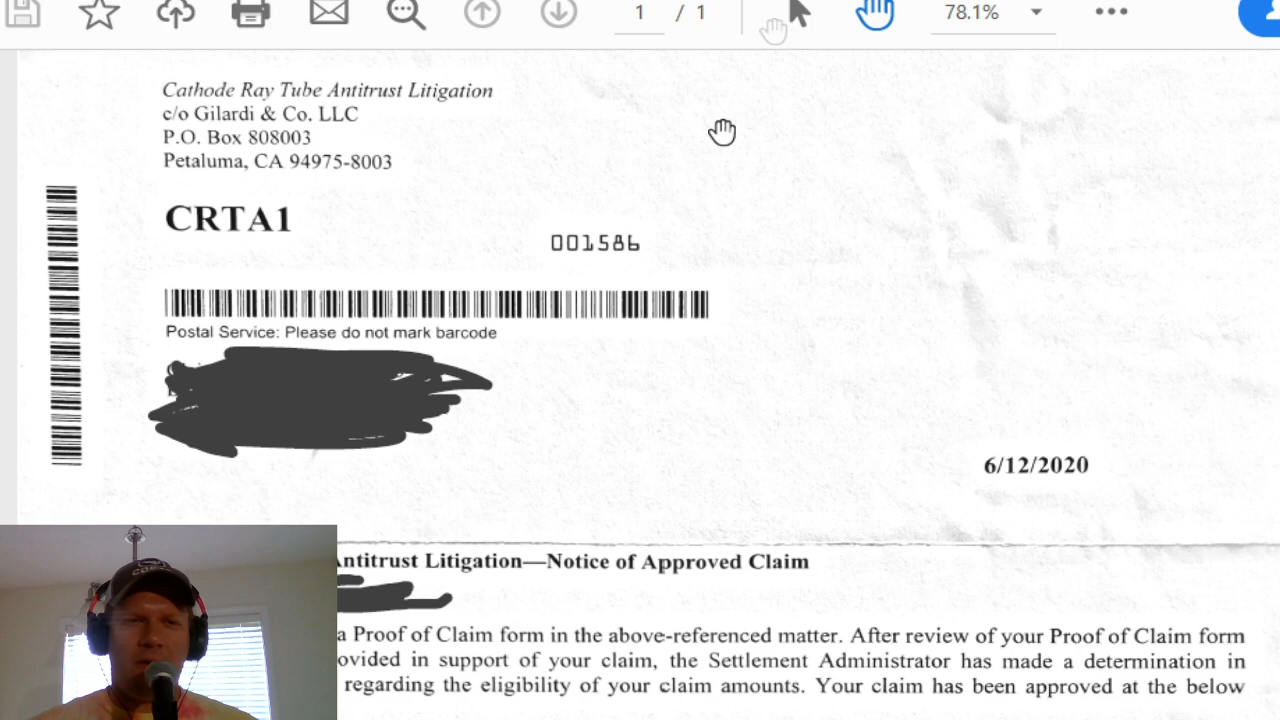 1 / 1
78.1%
Cathode Ray Tube Antitrust Litigation
c/o Gilardi & Co. LLC
P.O. Box 808003
Petaluma, CA 94975-8003
CRTA1
001586
Postal Service: Please do not mark barcode
6/12/2020
Antitrust Litigation—Notice of Approved Claim
a Proof of Claim form in the above-referenced matter. After review of your Proof of Claim form
ovided in support of your claim, the Settlement Administrator has made a determination in
regarding the eligibility of your claim amounts. Your claim has been approved at the below